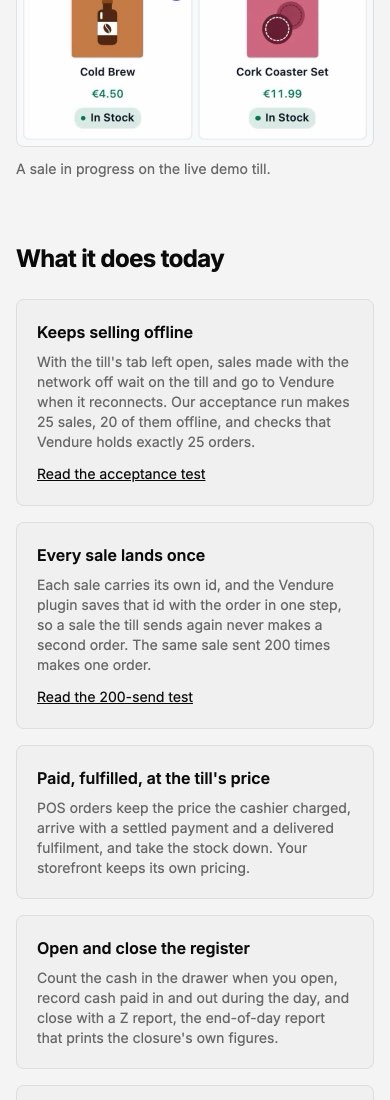 Cold Brew
€4.50
In Stock
Cork Coaster Set
€11.99
In Stock
A sale in progress on the live demo till.
What it does today
Keeps selling offline
With the till's tab left open, sales made with the
network off wait on the till and go to Vendure
when it reconnects. Our acceptance run makes
25 sales, 20 of them offline, and checks that
Vendure holds exactly 25 orders.
Read the acceptance test
Every sale lands once
Each sale carries its own id, and the Vendure
plugin saves that id with the order in one step,
so a sale the till sends again never makes a
second order. The same sale sent 200 times
makes one order.
Read the 200-send test
Paid, fulfilled, at the till's price
POS orders keep the price the cashier charged,
arrive with a settled payment and a delivered
fulfilment, and take the stock down. Your
storefront keeps its own pricing.
Open and close the register
Count the cash in the drawer when you open,
record cash paid in and out during the day, and
close with a Z report, the end-of-day report
that prints the closure's own figures.